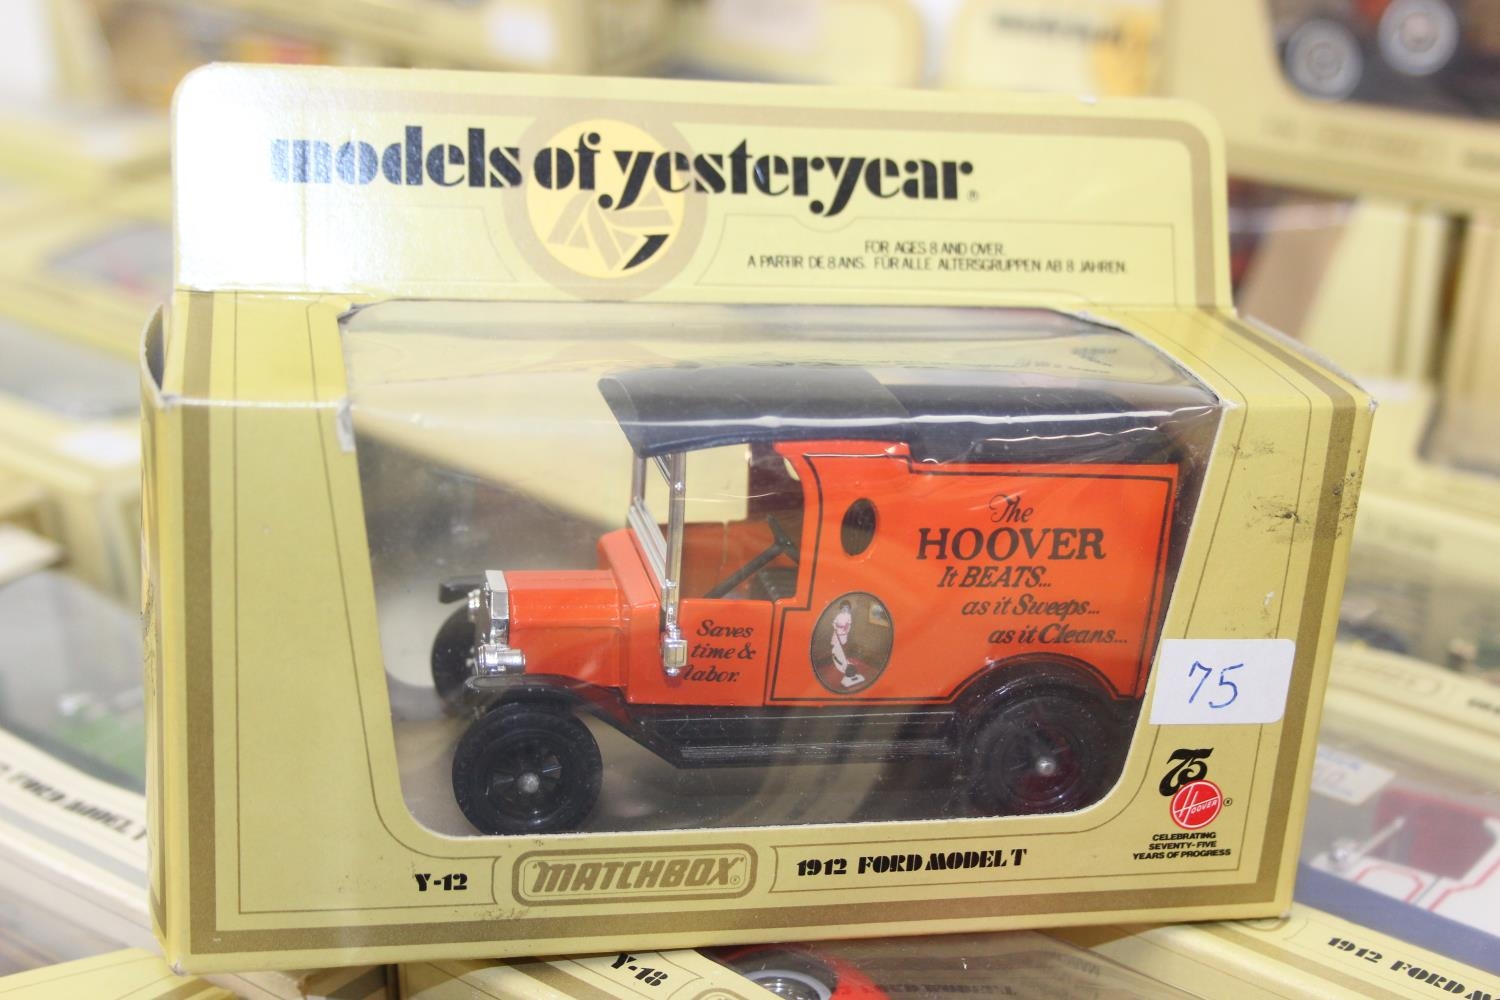 models of yesteryear®
FOR AGES 8 AND OVER.
A PARTIR DE 8 ANS. FÜR ALLE ALTERSGRUPPEN AB 8 JAHREN.
The
HOOVER
It BEATS...
as it Sweeps...
as it Cleans...
Saves
time &
labor.
75
75
HOOVER®
CELEBRATING
SEVENTY-FIVE
YEARS OF PROGRESS
Y-12
MATCHBOX®
1912 FORD MODEL T
FORD MODEL T
Y-18
1912 FORD M